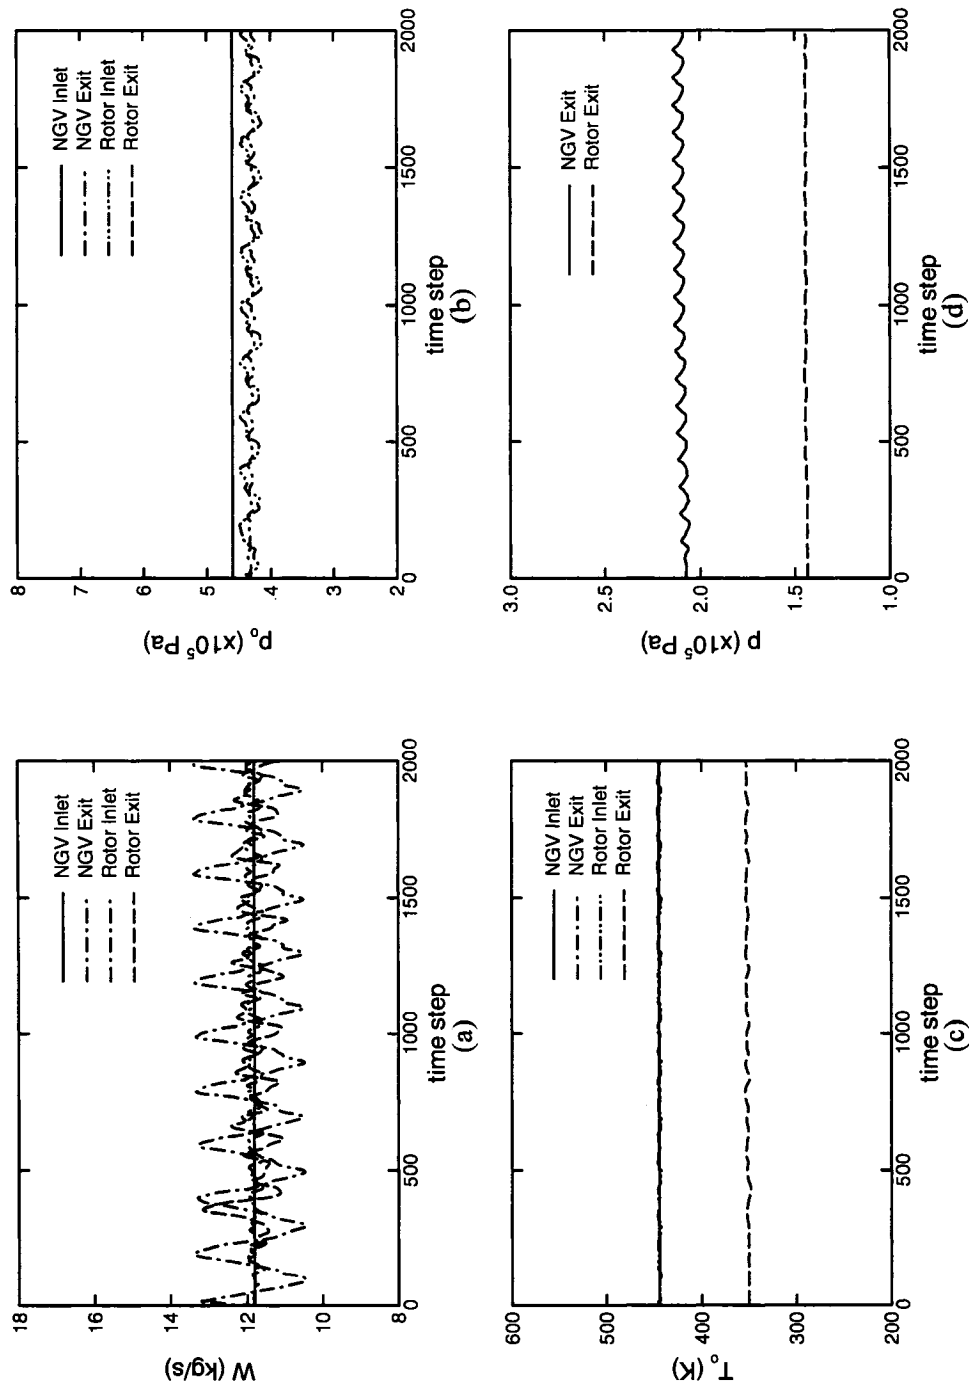 18
16
14
12
10
8
W (kg/s)
0
500
1000
1500
2000
time step
(a)
NGV Inlet
NGV Exit
Rotor Inlet
Rotor Exit
8
7
6
5
4
3
2
pₒ (x10⁵ Pa)
0
500
1000
1500
2000
time step
(b)
NGV Inlet
NGV Exit
Rotor Inlet
Rotor Exit
600
500
400
300
200
Tₒ (K)
0
500
1000
1500
2000
time step
(c)
NGV Inlet
NGV Exit
Rotor Inlet
Rotor Exit
3.0
2.5
2.0
1.5
1.0
p (x10⁵ Pa)
0
500
1000
1500
2000
time step
(d)
NGV Exit
Rotor Exit